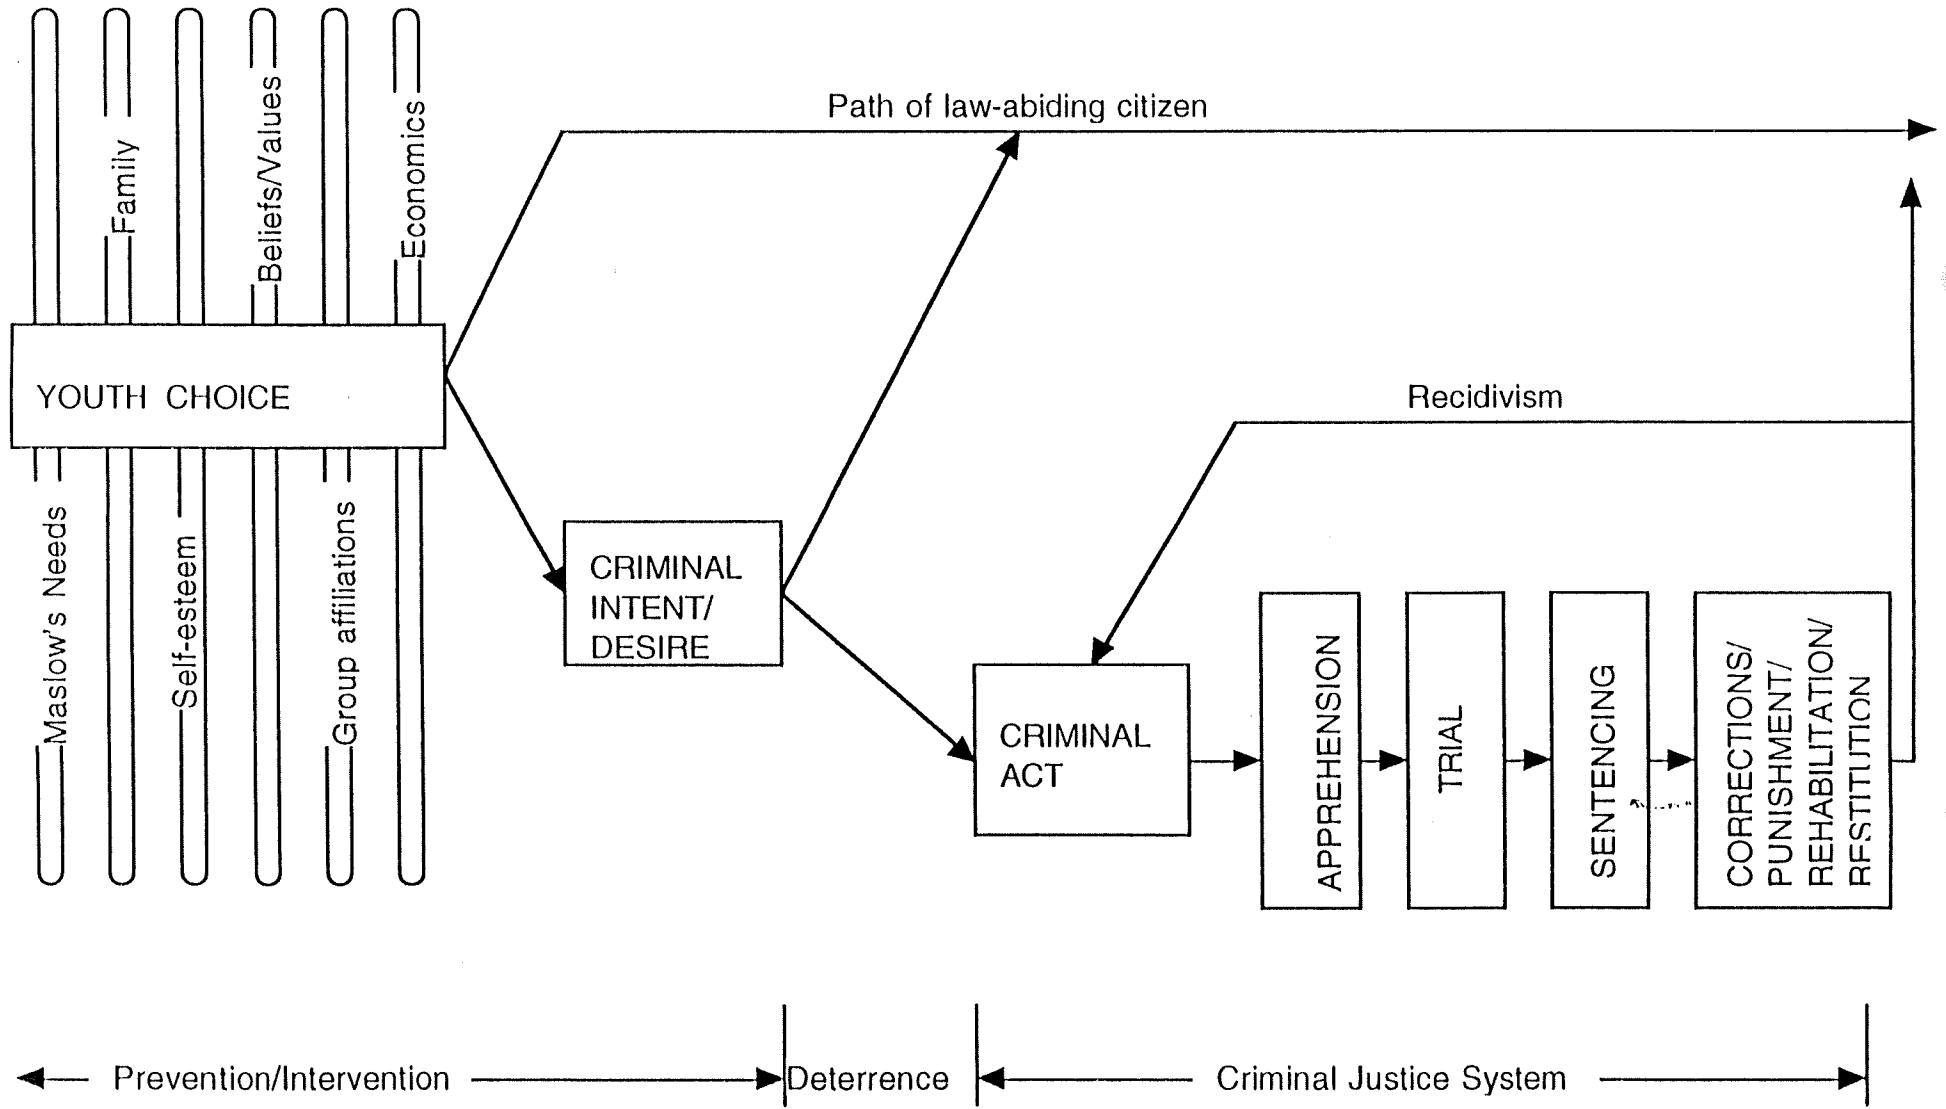 Path of law-abiding citizen
Family
Beliefs/Values
Economics
YOUTH CHOICE
Recidivism
Maslow's Needs
Self-esteem
Group affiliations
CRIMINAL
INTENT/
DESIRE
CRIMINAL
ACT
APPREHENSION
TRIAL
SENTENCING
CORRECTIONS/
PUNISHMENT/
REHABILITATION/
RESTITUTION
Prevention/Intervention
Deterrence
Criminal Justice System